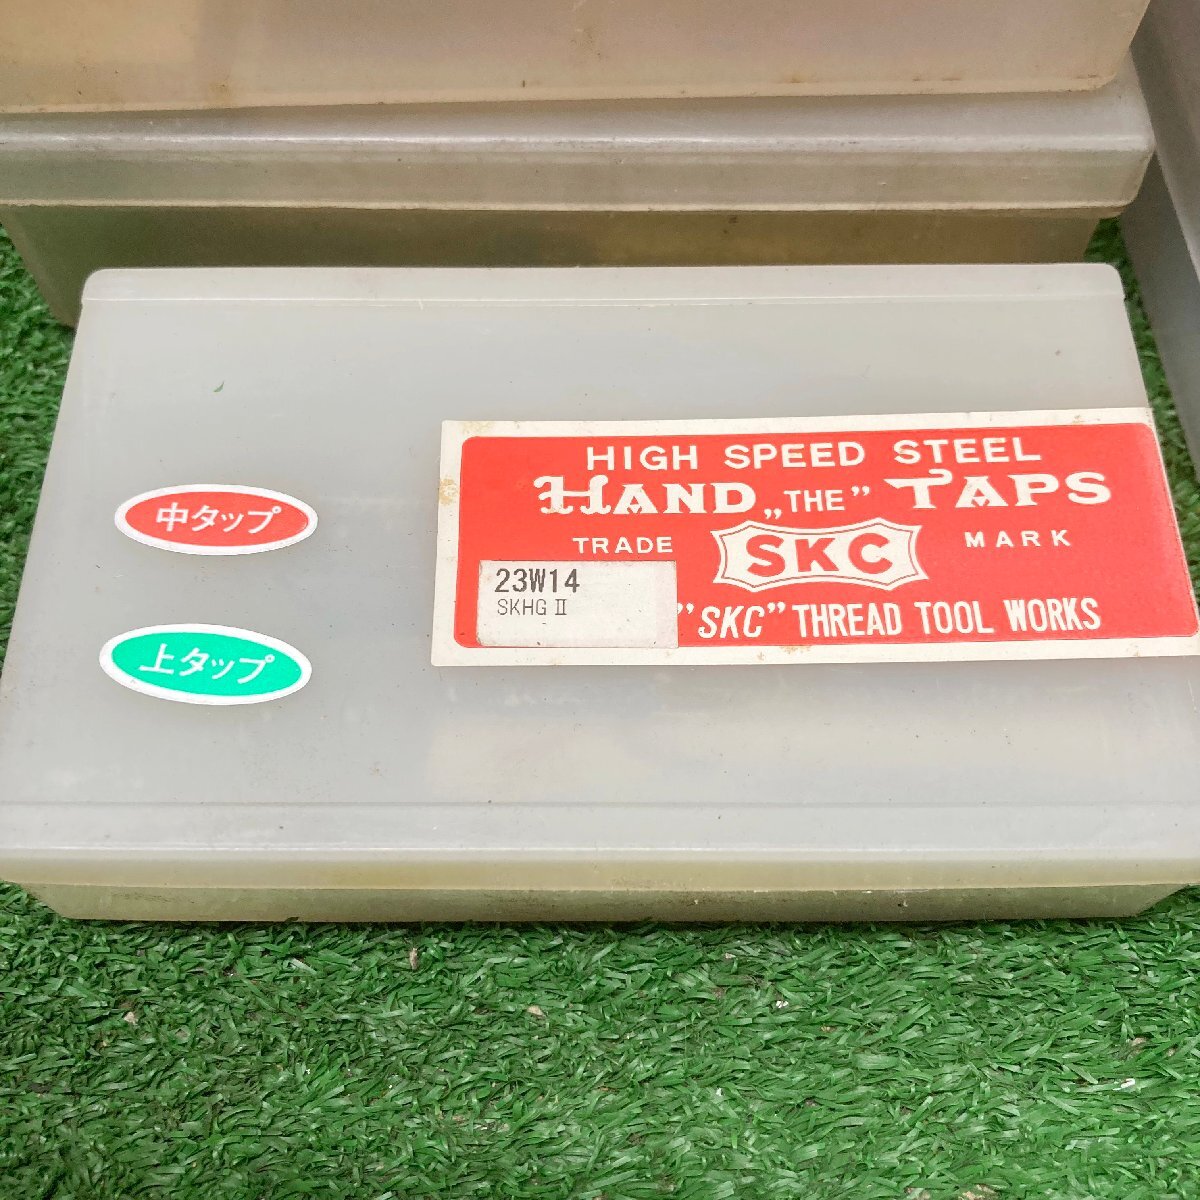 中タップ
上タップ
HIGH SPEED STEEL
HAND „THE” TAPS
TRADE SKC MARK
23W14
SKHG II
”SKC” THREAD TOOL WORKS